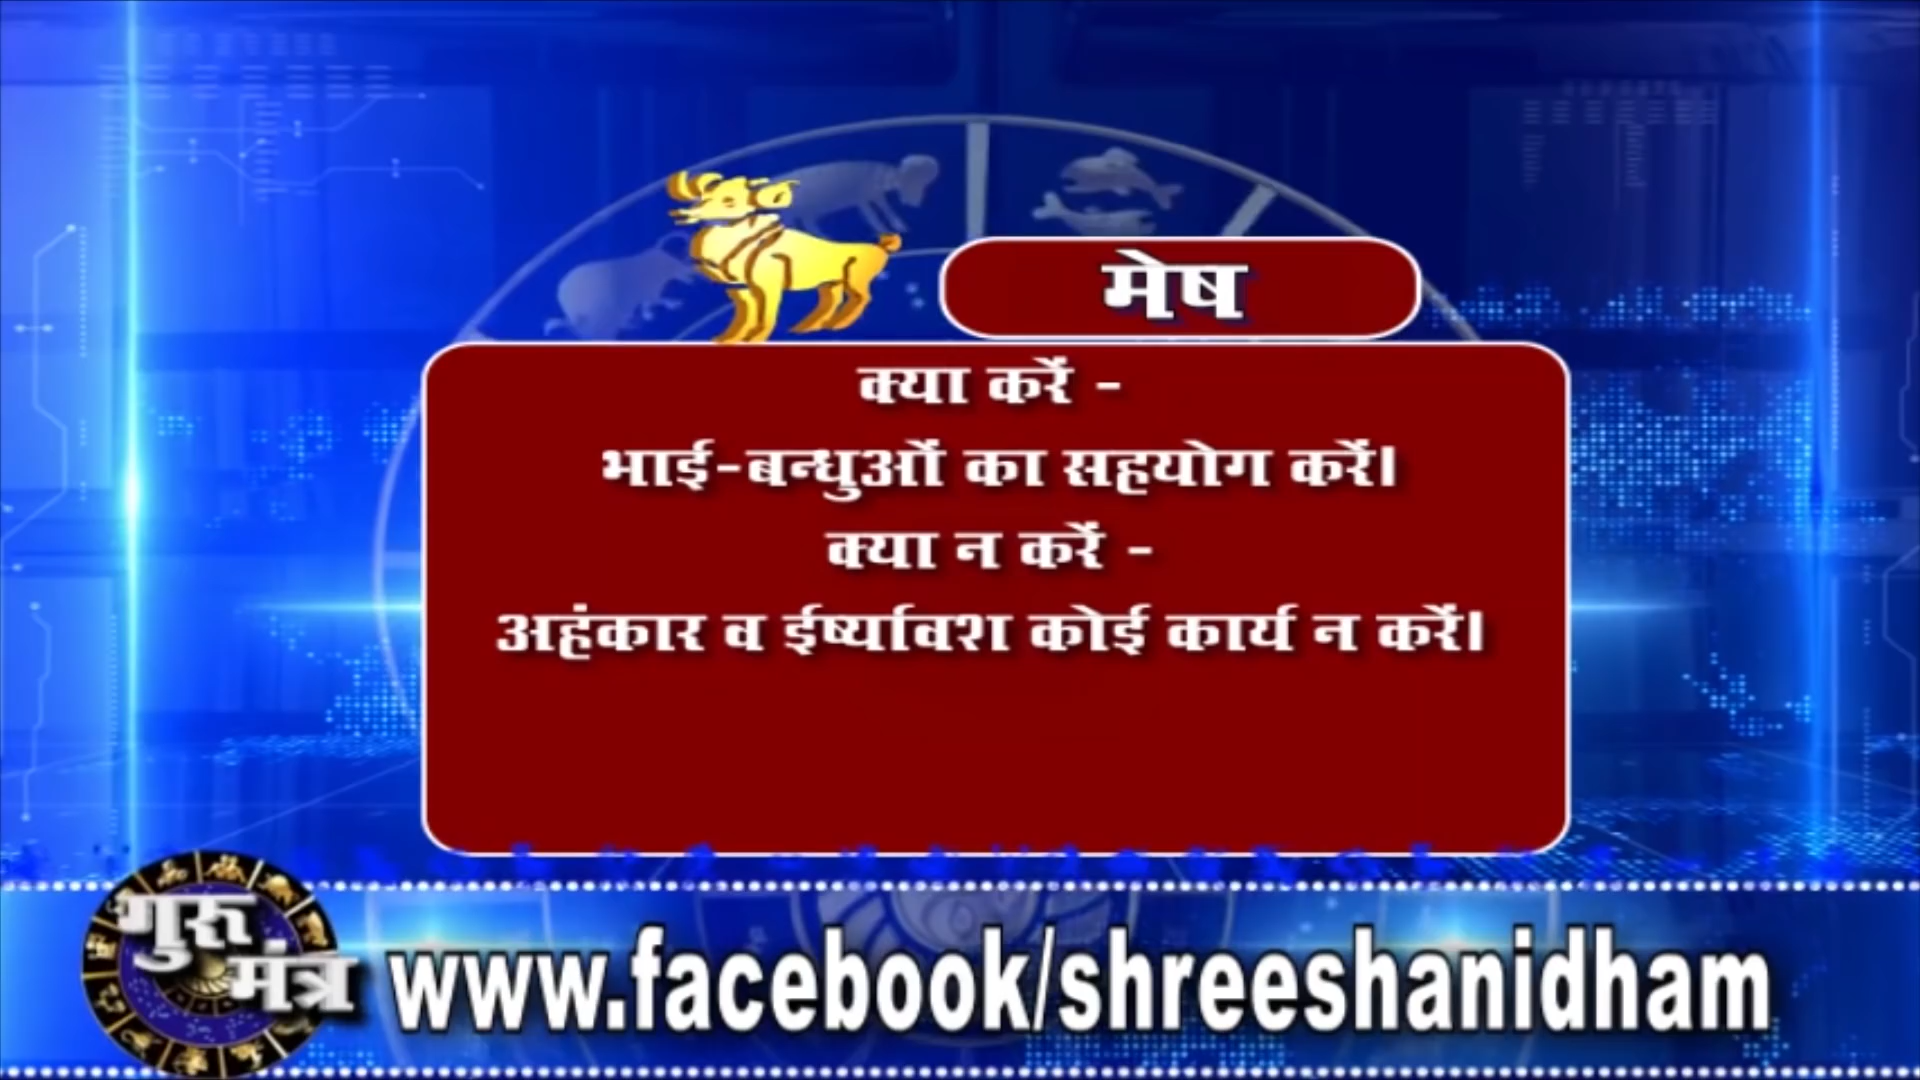 मेष
क्या करें -
भाई-बन्धुओं का सहयोग करें।
क्या न करें -
अहंकार व ईर्ष्यावश कोई कार्य न करें।
गुरु
मंत्र
www.facebook/shreeshanidham